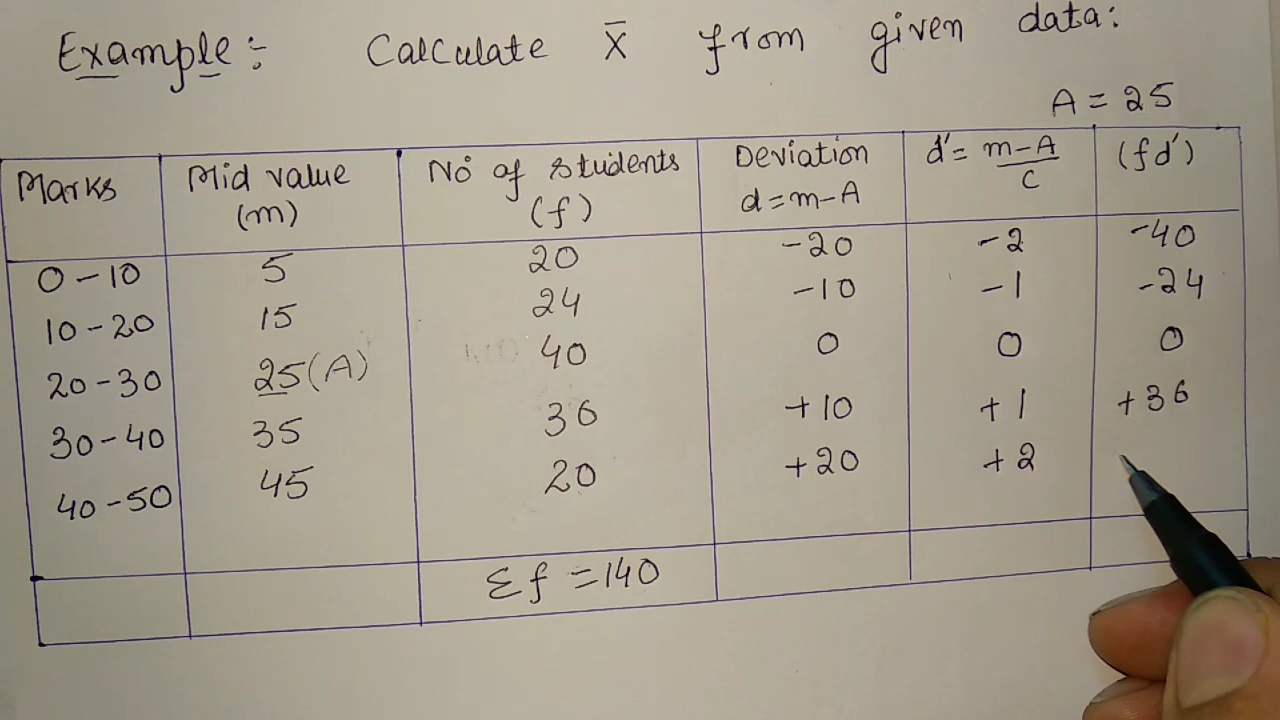 Example:- Calculate X̄ from given data:
A = 25
Marks Mid value (m) No of students (f) Deviation d = m-A d' = m-A/C (fd')
0-10 5 20 -20 -2 -40
10-20 15 24 -10 -1 -24
20-30 25(A) 40 0 0 0
30-40 35 36 +10 +1 +36
40-50 45 20 +20 +2
Σf = 140